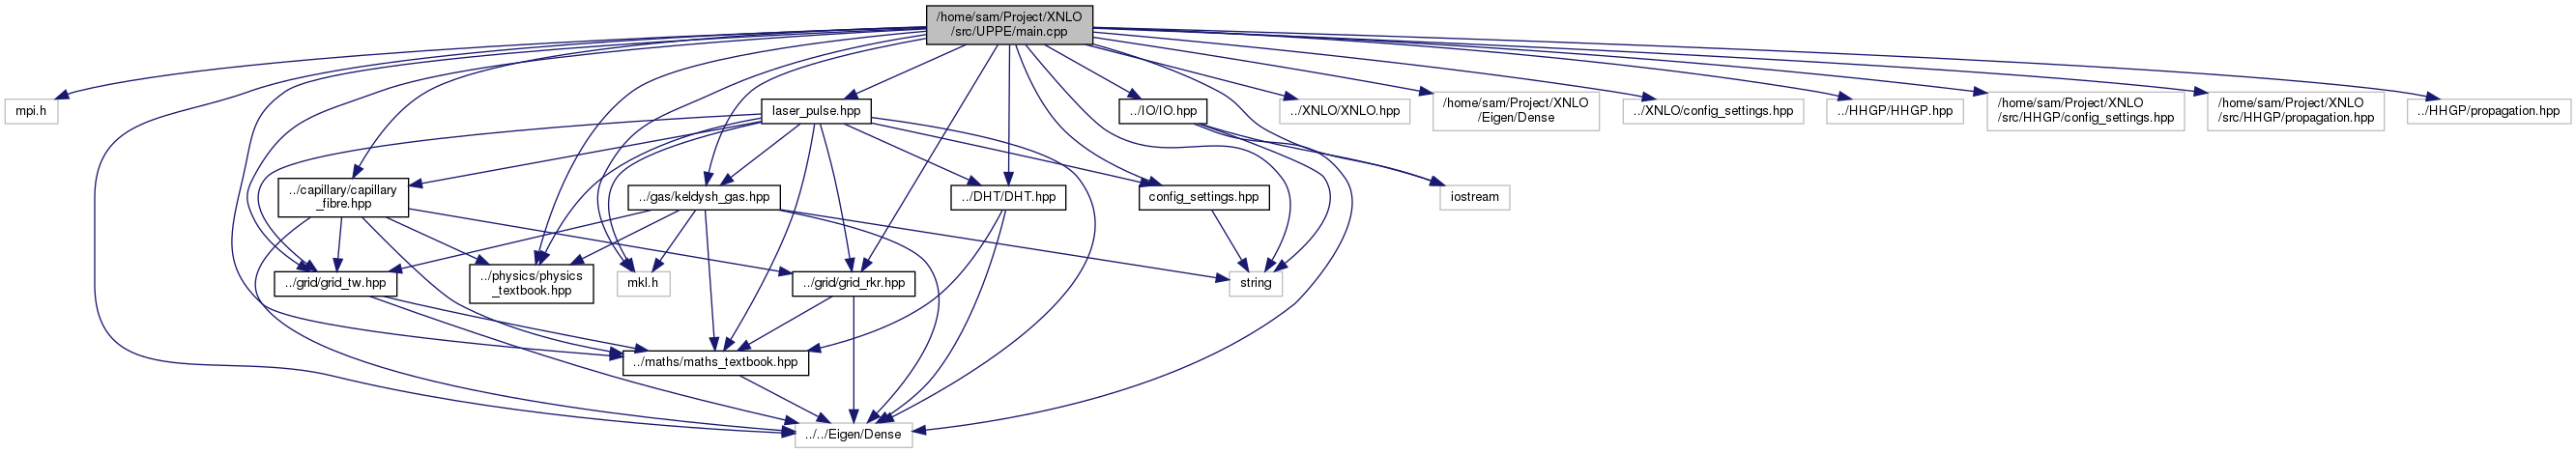 /home/sam/Project/XNLO
/src/UPPE/main.cpp
mpi.h
laser_pulse.hpp
../IO/IO.hpp
../XNLO/XNLO.hpp
/home/sam/Project/XNLO
/Eigen/Dense
../XNLO/config_settings.hpp
../HHGP/HHGP.hpp
/home/sam/Project/XNLO
/src/HHGP/config_settings.hpp
/home/sam/Project/XNLO
/src/HHGP/propagation.hpp
../HHGP/propagation.hpp
../capillary/capillary
_fibre.hpp
../gas/keldysh_gas.hpp
../DHT/DHT.hpp
config_settings.hpp
iostream
../grid/grid_tw.hpp
../physics/physics
_textbook.hpp
mkl.h
../grid/grid_rkr.hpp
string
../maths/maths_textbook.hpp
../../Eigen/Dense